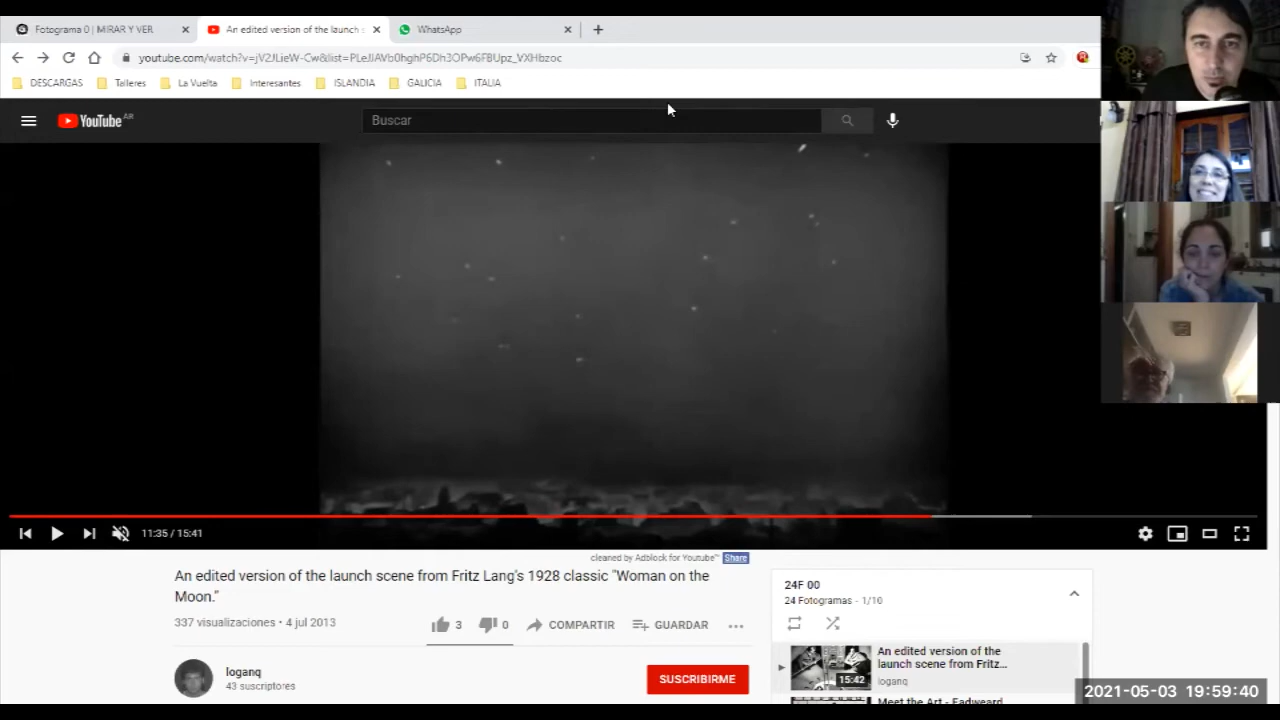 Fotograma 0 | MIRAR Y VER
An edited version of the launch s
WhatsApp
youtube.com/watch?v=jV2JLieW-Cw&list=PLeJJAVb0hghP6Dh3OPw6FBUpz_VXHbzoc
DESCARGAS Talleres La Vuelta Interesantes ISLANDIA GALICIA ITALIA
YouTube AR
Buscar
11:35 / 15:41
cleaned by Adblock for Youtube™ Share
An edited version of the launch scene from Fritz Lang's 1928 classic "Woman on the
Moon."
337 visualizaciones • 4 jul 2013
3 0 COMPARTIR GUARDAR
loganq
43 suscriptores
SUSCRIBIRME
24F 00
24 Fotogramas - 1/10
An edited version of the
launch scene from Fritz...
15:42
loganq
Meet the Art - Eadweard
2021-05-03 19:59:40